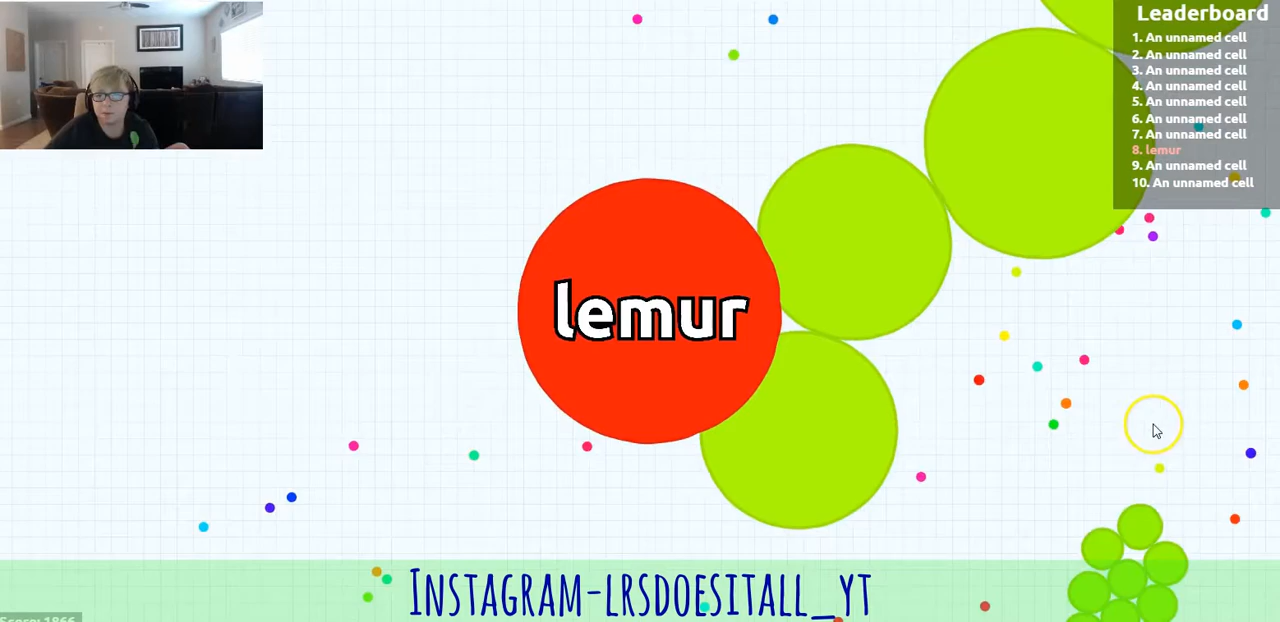 Leaderboard
1. An unnamed cell
2. An unnamed cell
3. An unnamed cell
4. An unnamed cell
5. An unnamed cell
6. An unnamed cell
7. An unnamed cell
8. lemur
9. An unnamed cell
10. An unnamed cell
lemur
Instagram-lrsdoesitall_yt
Score: 1866